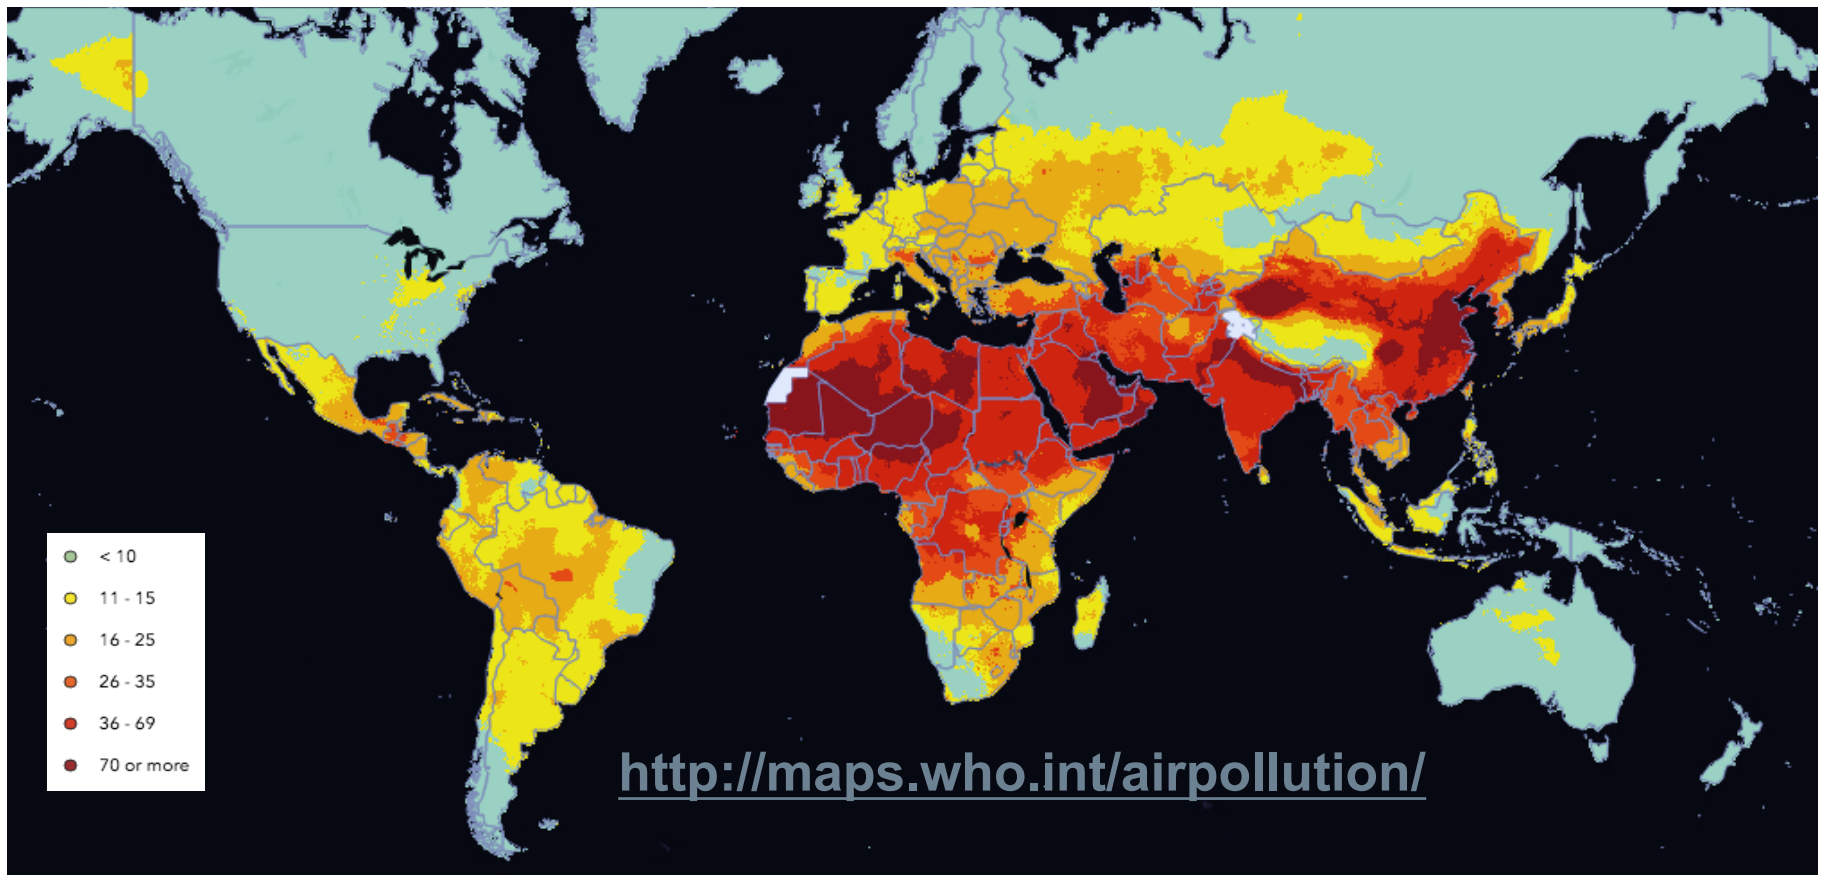 < 10
11 - 15
16 - 25
26 - 35
36 - 69
70 or more
http://maps.who.int/airpollution/